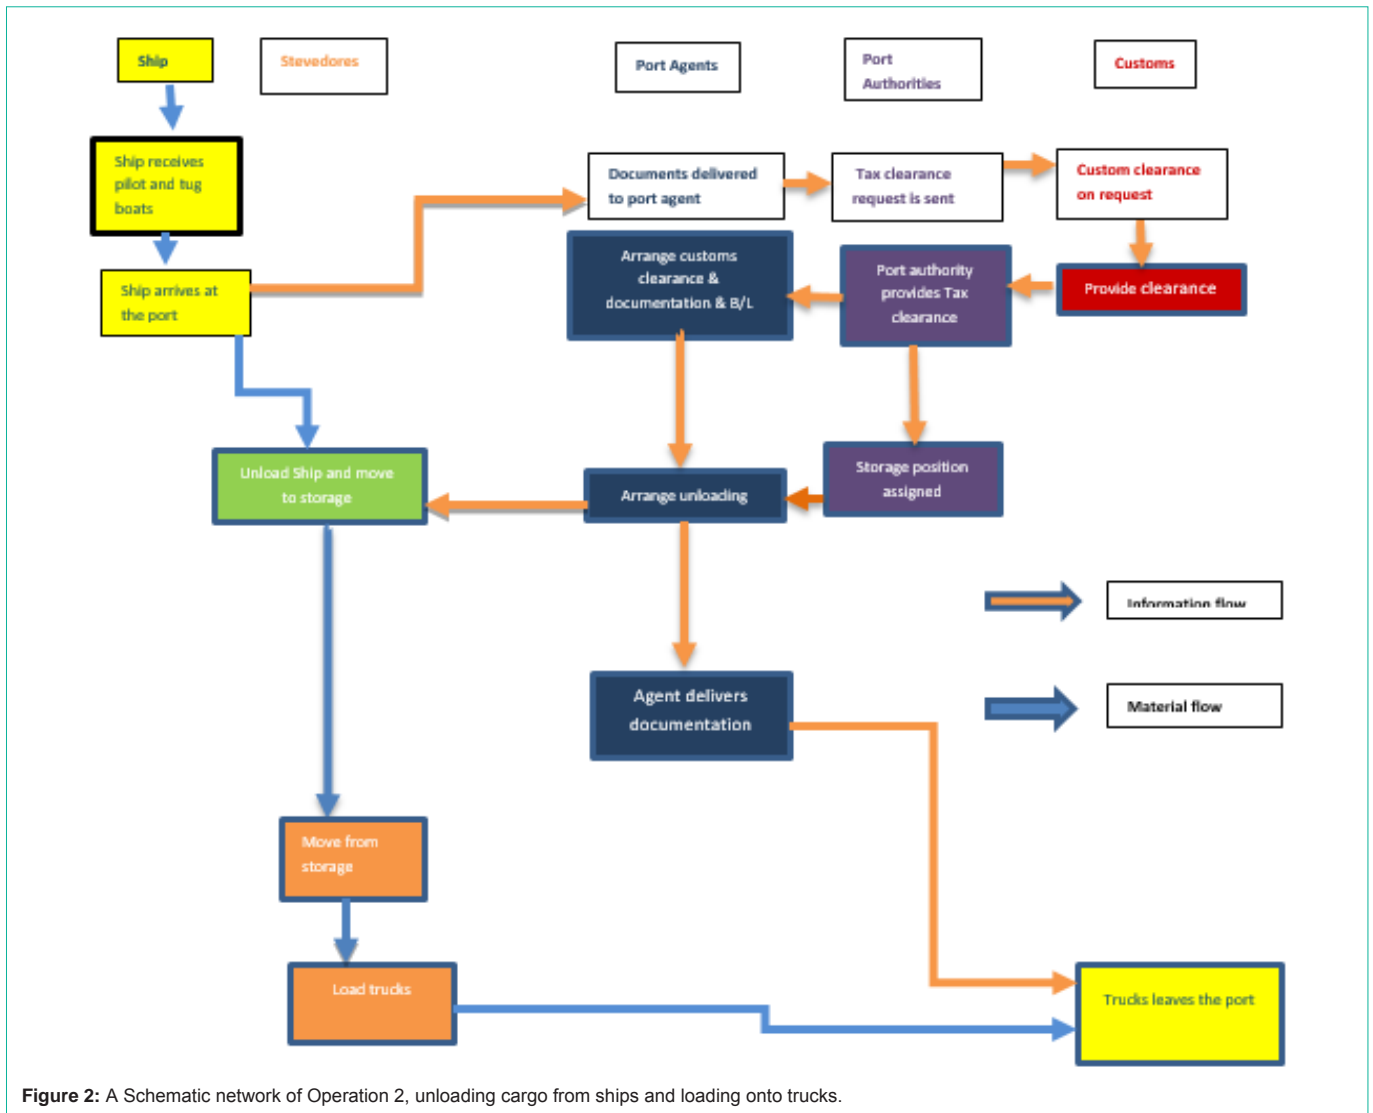 Ship
Stevedores
Port Agents
Port
Authorities
Customs
Ship receives
pilot and tug
boats
Documents delivered
to port agent
Tax clearance
request is sent
Custom clearance
on request
Ship arrives at
the port
Arrange customs
clearance &
documentation & B/L
Port authority
provides Tax
clearance
Provide clearance
Unload Ship and move
to storage
Arrange unloading
Storage position
assigned
Information flow
Agent delivers
documentation
Material flow
Move from
storage
Load trucks
Trucks leaves the port
Figure 2: A Schematic network of Operation 2, unloading cargo from ships and loading onto trucks.